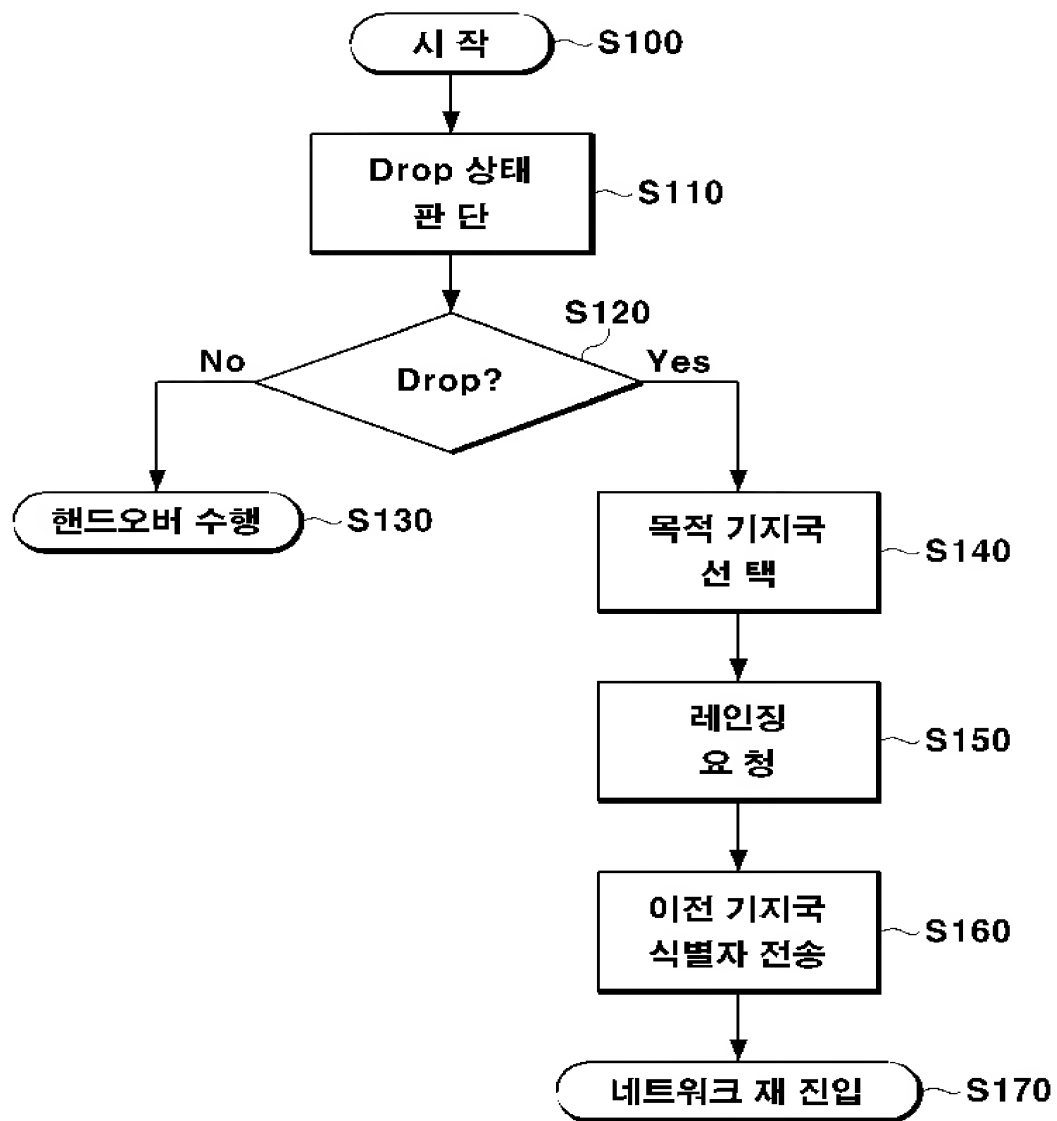 시 작 S100
Drop 상태
판 단
S110
S120
No Drop? Yes
핸드오버 수행 S130
목적 기지국
선 택
S140
레인징
요 청
S150
이전 기지국
식별자 전송
S160
네트워크 재 진입 S170